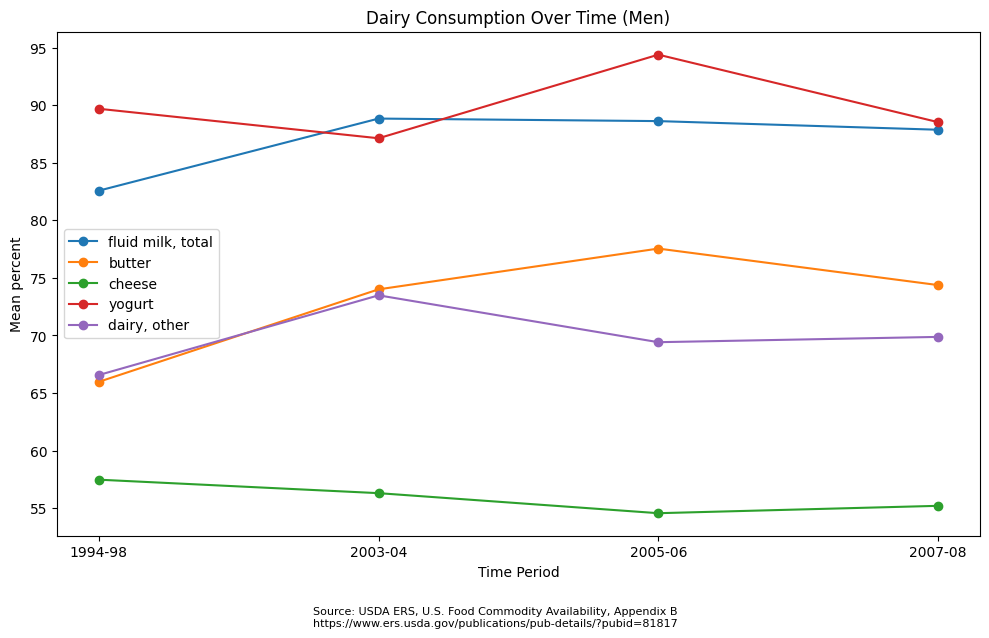 Dairy Consumption Over Time (Men)
95
90
85
80
75
70
65
60
55
Mean percent
fluid milk, total
butter
cheese
yogurt
dairy, other
1994-98 2003-04 2005-06 2007-08
Time Period
Source: USDA ERS, U.S. Food Commodity Availability, Appendix B
https://www.ers.usda.gov/publications/pub-details/?pubid=81817